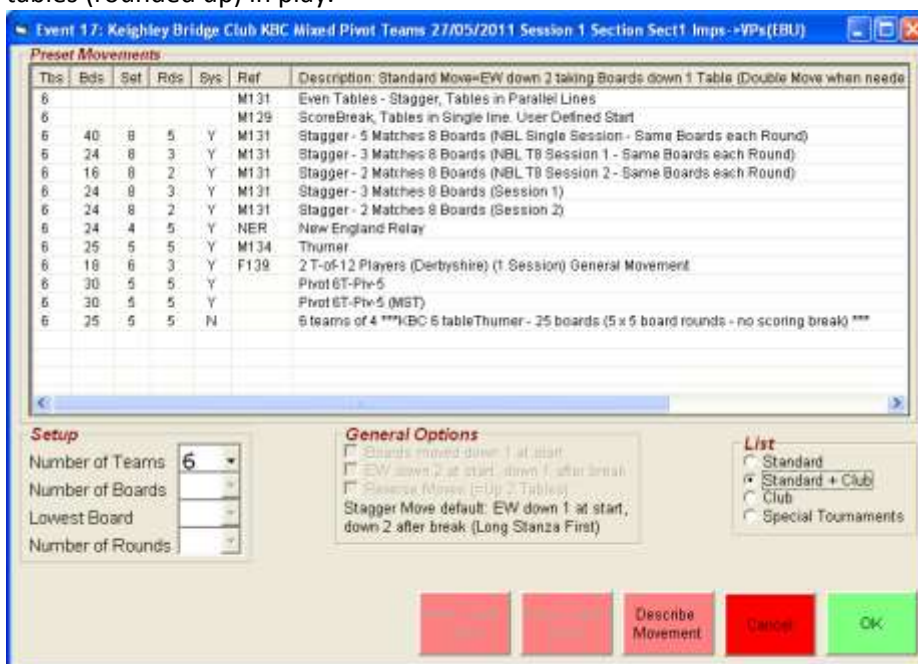 tables (rounded up) in play.
Event 17: Keighley Bridge Club KBC Mixed Pivot Teams 27/05/2011 Session 1 Section Sect1 Imps->VPs(EBU)
Preset Movements
Tbs Bds Set Rds Sys Ref Description: Standard Move=EW down 2 taking Boards down 1 Table (Double Move when neede
6 M131 Even Tables - Stagger, Tables in Parallel Lines
6 M129 ScoreBreak, Tables in Single line. User Defined Start
6 40 8 5 Y M131 Stagger - 5 Matches 8 Boards (NBL Single Session - Same Boards each Round)
6 24 8 3 Y M131 Stagger - 3 Matches 8 Boards (NBL T8 Session 1 - Same Boards each Round)
6 16 8 2 Y M131 Stagger - 2 Matches 8 Boards (NBL T8 Session 2 - Same Boards each Round)
6 24 8 3 Y M131 Stagger - 3 Matches 8 Boards (Session 1)
6 24 8 2 Y M131 Stagger - 2 Matches 8 Boards (Session 2)
6 24 4 5 Y NER New England Relay
6 25 5 5 Y M134 Thurner
6 18 6 3 Y F139 2 T-of-12 Players (Derbyshire) (1 Session) General Movement
6 30 5 5 Y Pivot 6T-Piv-5
6 30 5 5 Y Pivot 6T-Piv-5 (MST)
6 25 5 5 N 6 teams of 4 ***KBC 6 tableThurner - 25 boards (5 x 5 board rounds - no scoring break) ***
Setup
Number of Teams 6
Number of Boards
Lowest Board
Number of Rounds
General Options
Boards moved down 1 at start
EW down 2 at start, down 1 after break
Reverse Moves (=Up 2 Tables)
Stagger Move default: EW down 1 at start,
down 2 after break (Long Stanza First)
List
Standard
Standard + Club
Club
Special Tournaments
Describe
Movement
Cancel
OK